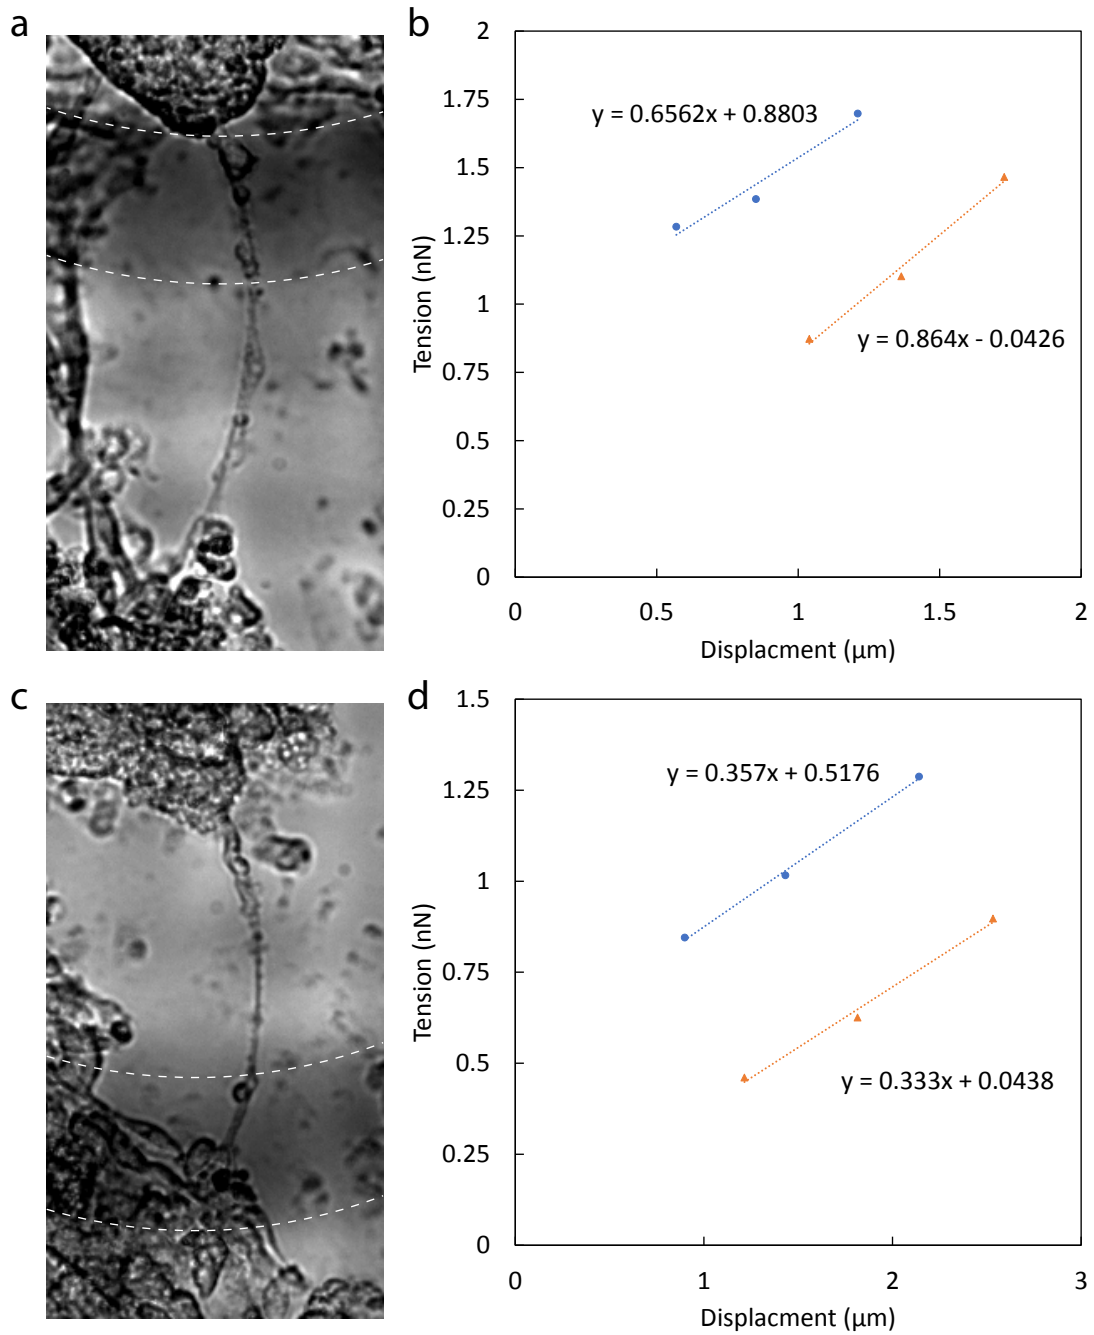 a
b
2
1.75
1.5
1.25
1
0.75
0.5
0.25
0
Tension (nN)
y = 0.6562x + 0.8803
y = 0.864x - 0.0426
0
0.5
1
1.5
2
Displacment (μm)
c
d
1.5
1.25
1
0.75
0.5
0.25
0
Tension (nN)
y = 0.357x + 0.5176
y = 0.333x + 0.0438
0
1
2
3
Displacment (μm)